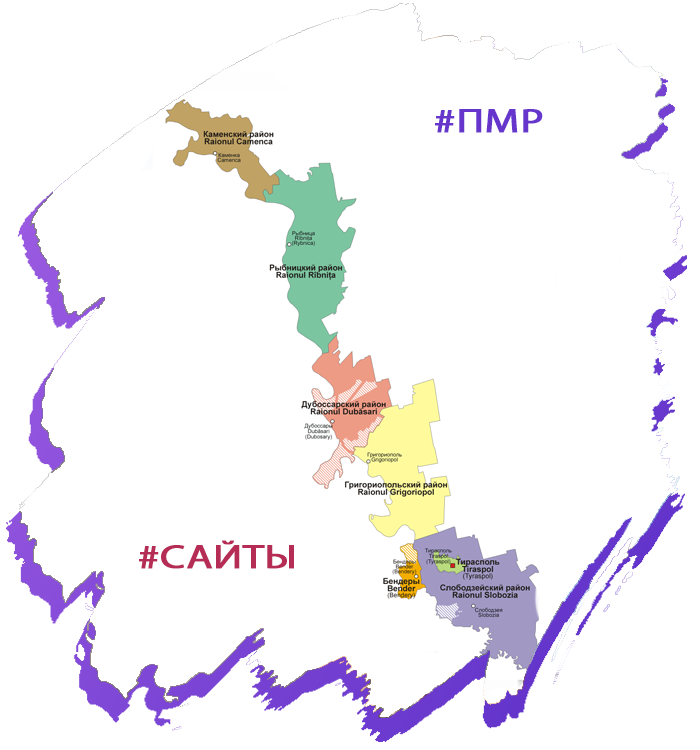 #ПМР
Каменский район
Raionul Camenca
Каменка
Camenca
Рыбница
Rîbnița
(Rybnica)
Рыбницкий район
Raionul Rîbnița
Дубоссарский район
Raionul Dubăsari
Дубоссары
Dubăsari
(Dubosary)
Григориополь
Grigoriopol
Григориопольский район
Raionul Grigoriopol
#САЙТЫ
Тирасполь
Tiraspol
(Tyraspol)
Тирасполь
Tiraspol
(Tyraspol)
Бендеры
Bender
(Bendery)
Бендеры
Bender
(Bendery)
Слободзейский район
Raionul Slobozia
Слободзея
Slobozia